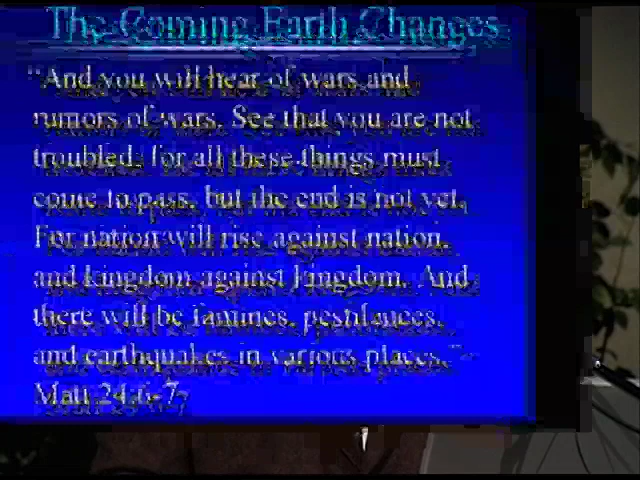 The Coming Earth Changes
"And you will hear of wars and
rumors of wars. See that you are not
troubled; for all these things must
come to pass, but the end is not yet.
For nation will rise against nation,
and kingdom against kingdom. And
there will be famines, pestilences,
and earthquakes in various places."
Matt 24:6-7